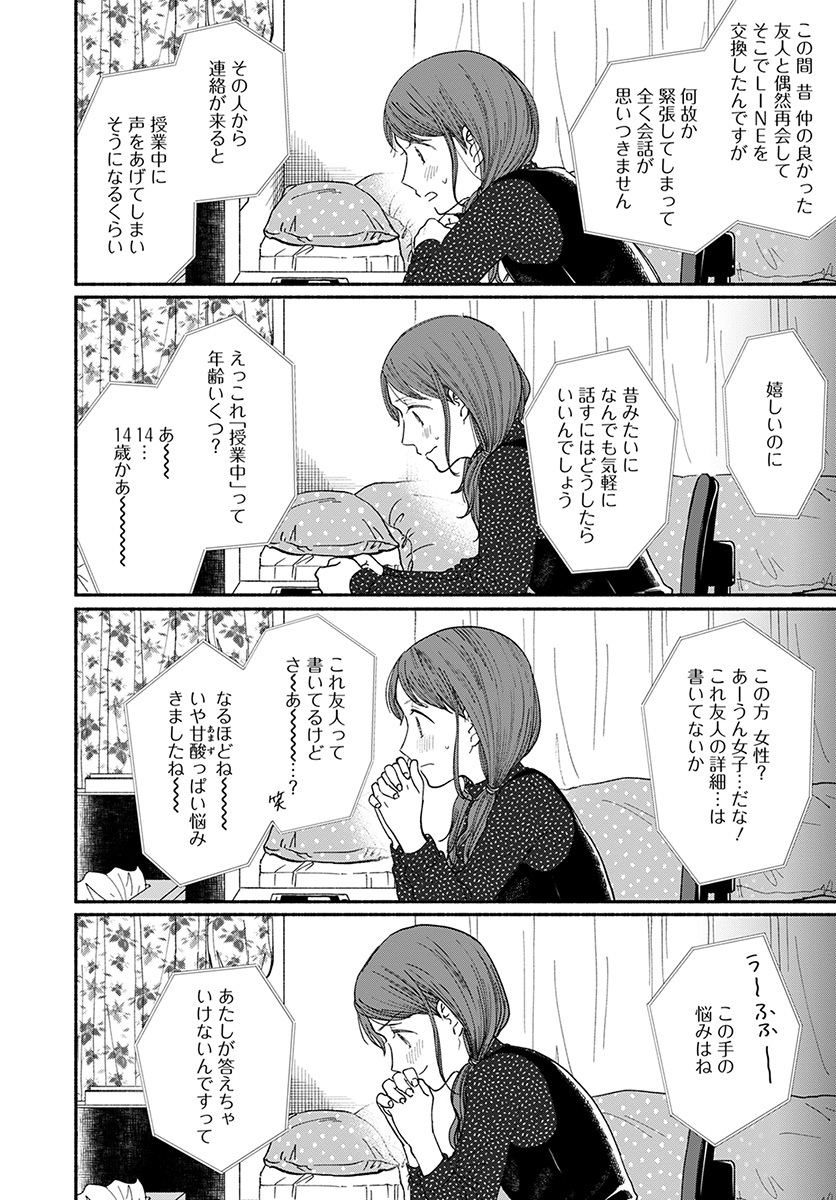 この間 昔 仲の良かった
友人と偶然再会して
そこでLINEを
交換したんですが
何故か
緊張してしまって
全く会話が
思いつきません
その人から
連絡が来ると
授業中に
声をあげてしまい
そうになるくらい
嬉しいのに
昔みたいに
なんでも気軽に
話すにはどうしたら
いいんでしょう
えっこれ「授業中」って
年齢いくつ？
あ〜〜
14…
14歳かあ〜〜〜
この方 女性？
あーうん女子…だな！
これ友人の詳細…は
書いてないか
これ友人って
書いてるけど
さ〜あ〜〜…？
笑
なるほどね〜〜〜
いや甘酸っぱい悩み
あまず
きましたね〜〜
う〜ふふ〜
この手の
悩みはね
あたしが答えちゃ
いけないんですって